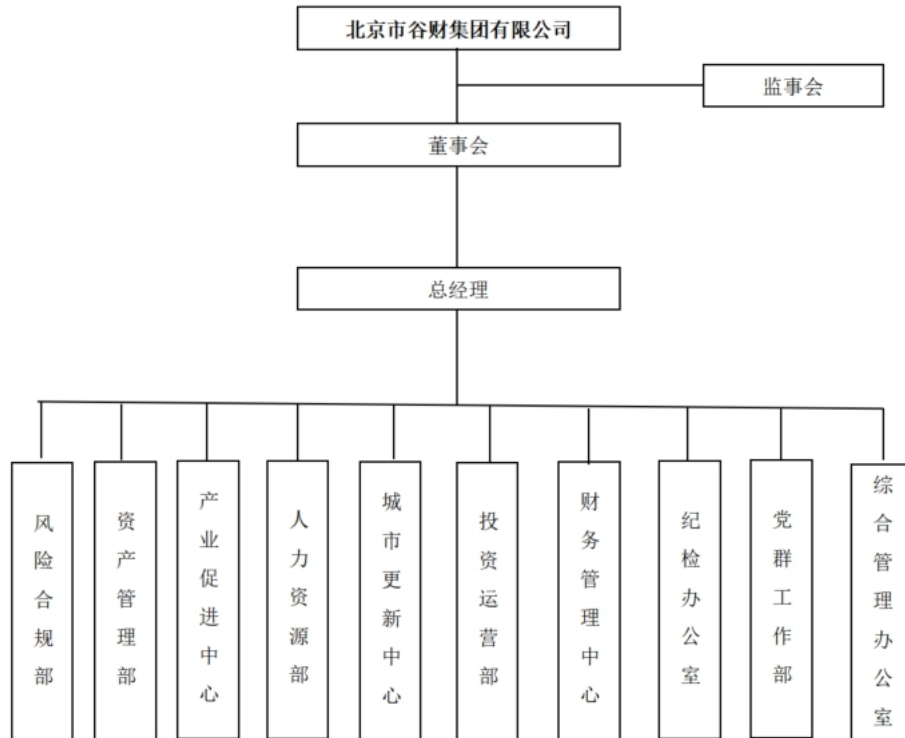 北京市谷财集团有限公司
监事会
董事会
总经理
风险合规部
资产管理部
产业促进中心
人力资源部
城市更新中心
投资运营部
财务管理中心
纪检办公室
党群工作部
综合管理办公室